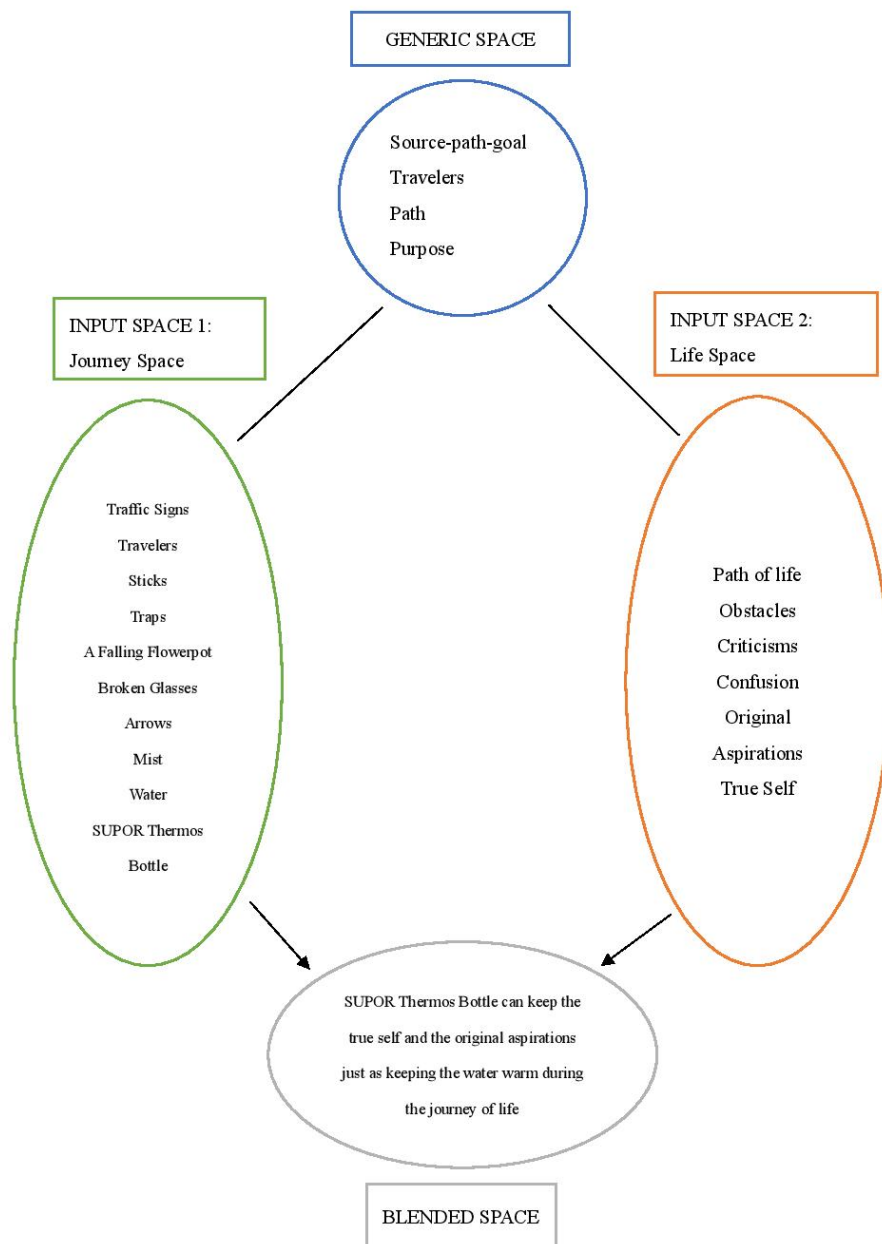 GENERIC SPACE
Source-path-goal
Travelers
Path
Purpose
INPUT SPACE 1:
Journey Space
INPUT SPACE 2:
Life Space
Traffic Signs
Travelers
Sticks
Traps
A Falling Flowerpot
Broken Glasses
Arrows
Mist
Water
SUPOR Thermos
Bottle
Path of life
Obstacles
Criticisms
Confusion
Original
Aspirations
True Self
SUPOR Thermos Bottle can keep the
true self and the original aspirations
just as keeping the water warm during
the journey of life
BLENDED SPACE